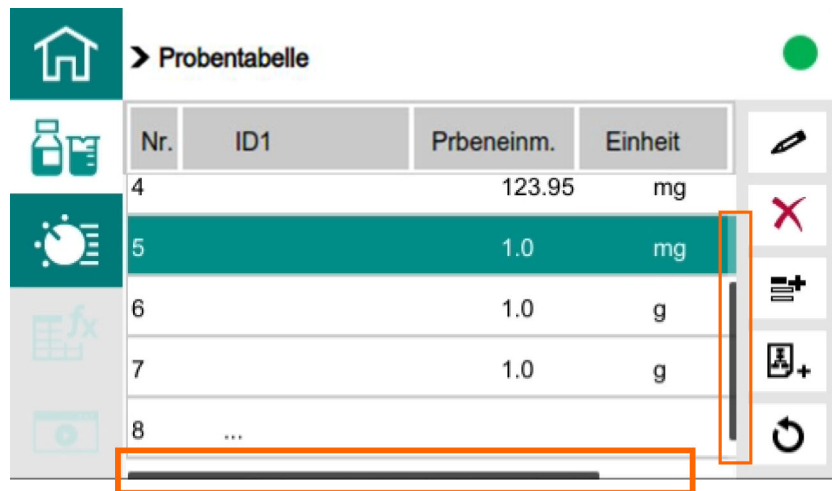 Probentabelle
Nr. ID1 Prbeneinm. Einheit
4 123.95 mg
5 1.0 mg
6 1.0 g
7 1.0 g
8 ...
fx